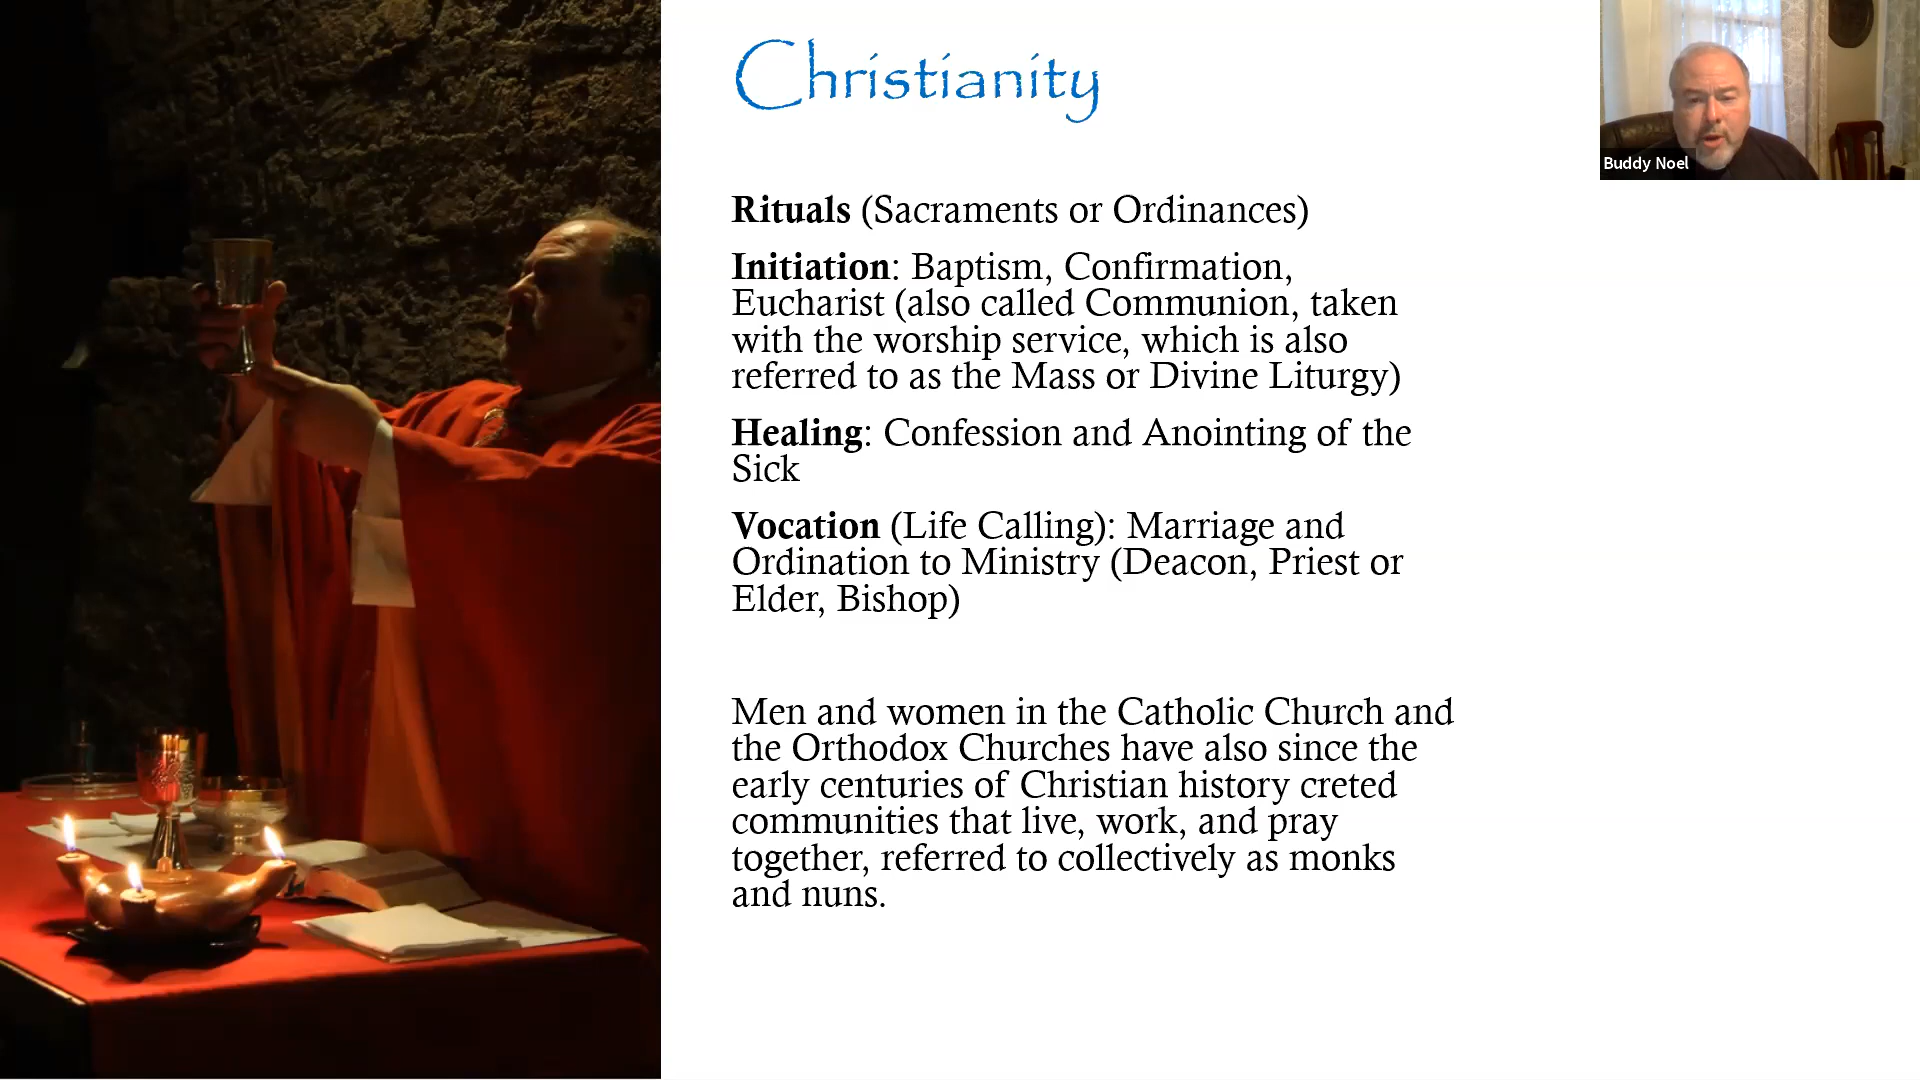 Christianity
Buddy Noel
Rituals (Sacraments or Ordinances)
Initiation: Baptism, Confirmation,
Eucharist (also called Communion, taken
with the worship service, which is also
referred to as the Mass or Divine Liturgy)
Healing: Confession and Anointing of the
Sick
Vocation (Life Calling): Marriage and
Ordination to Ministry (Deacon, Priest or
Elder, Bishop)
Men and women in the Catholic Church and
the Orthodox Churches have also since the
early centuries of Christian history creted
communities that live, work, and pray
together, referred to collectively as monks
and nuns.